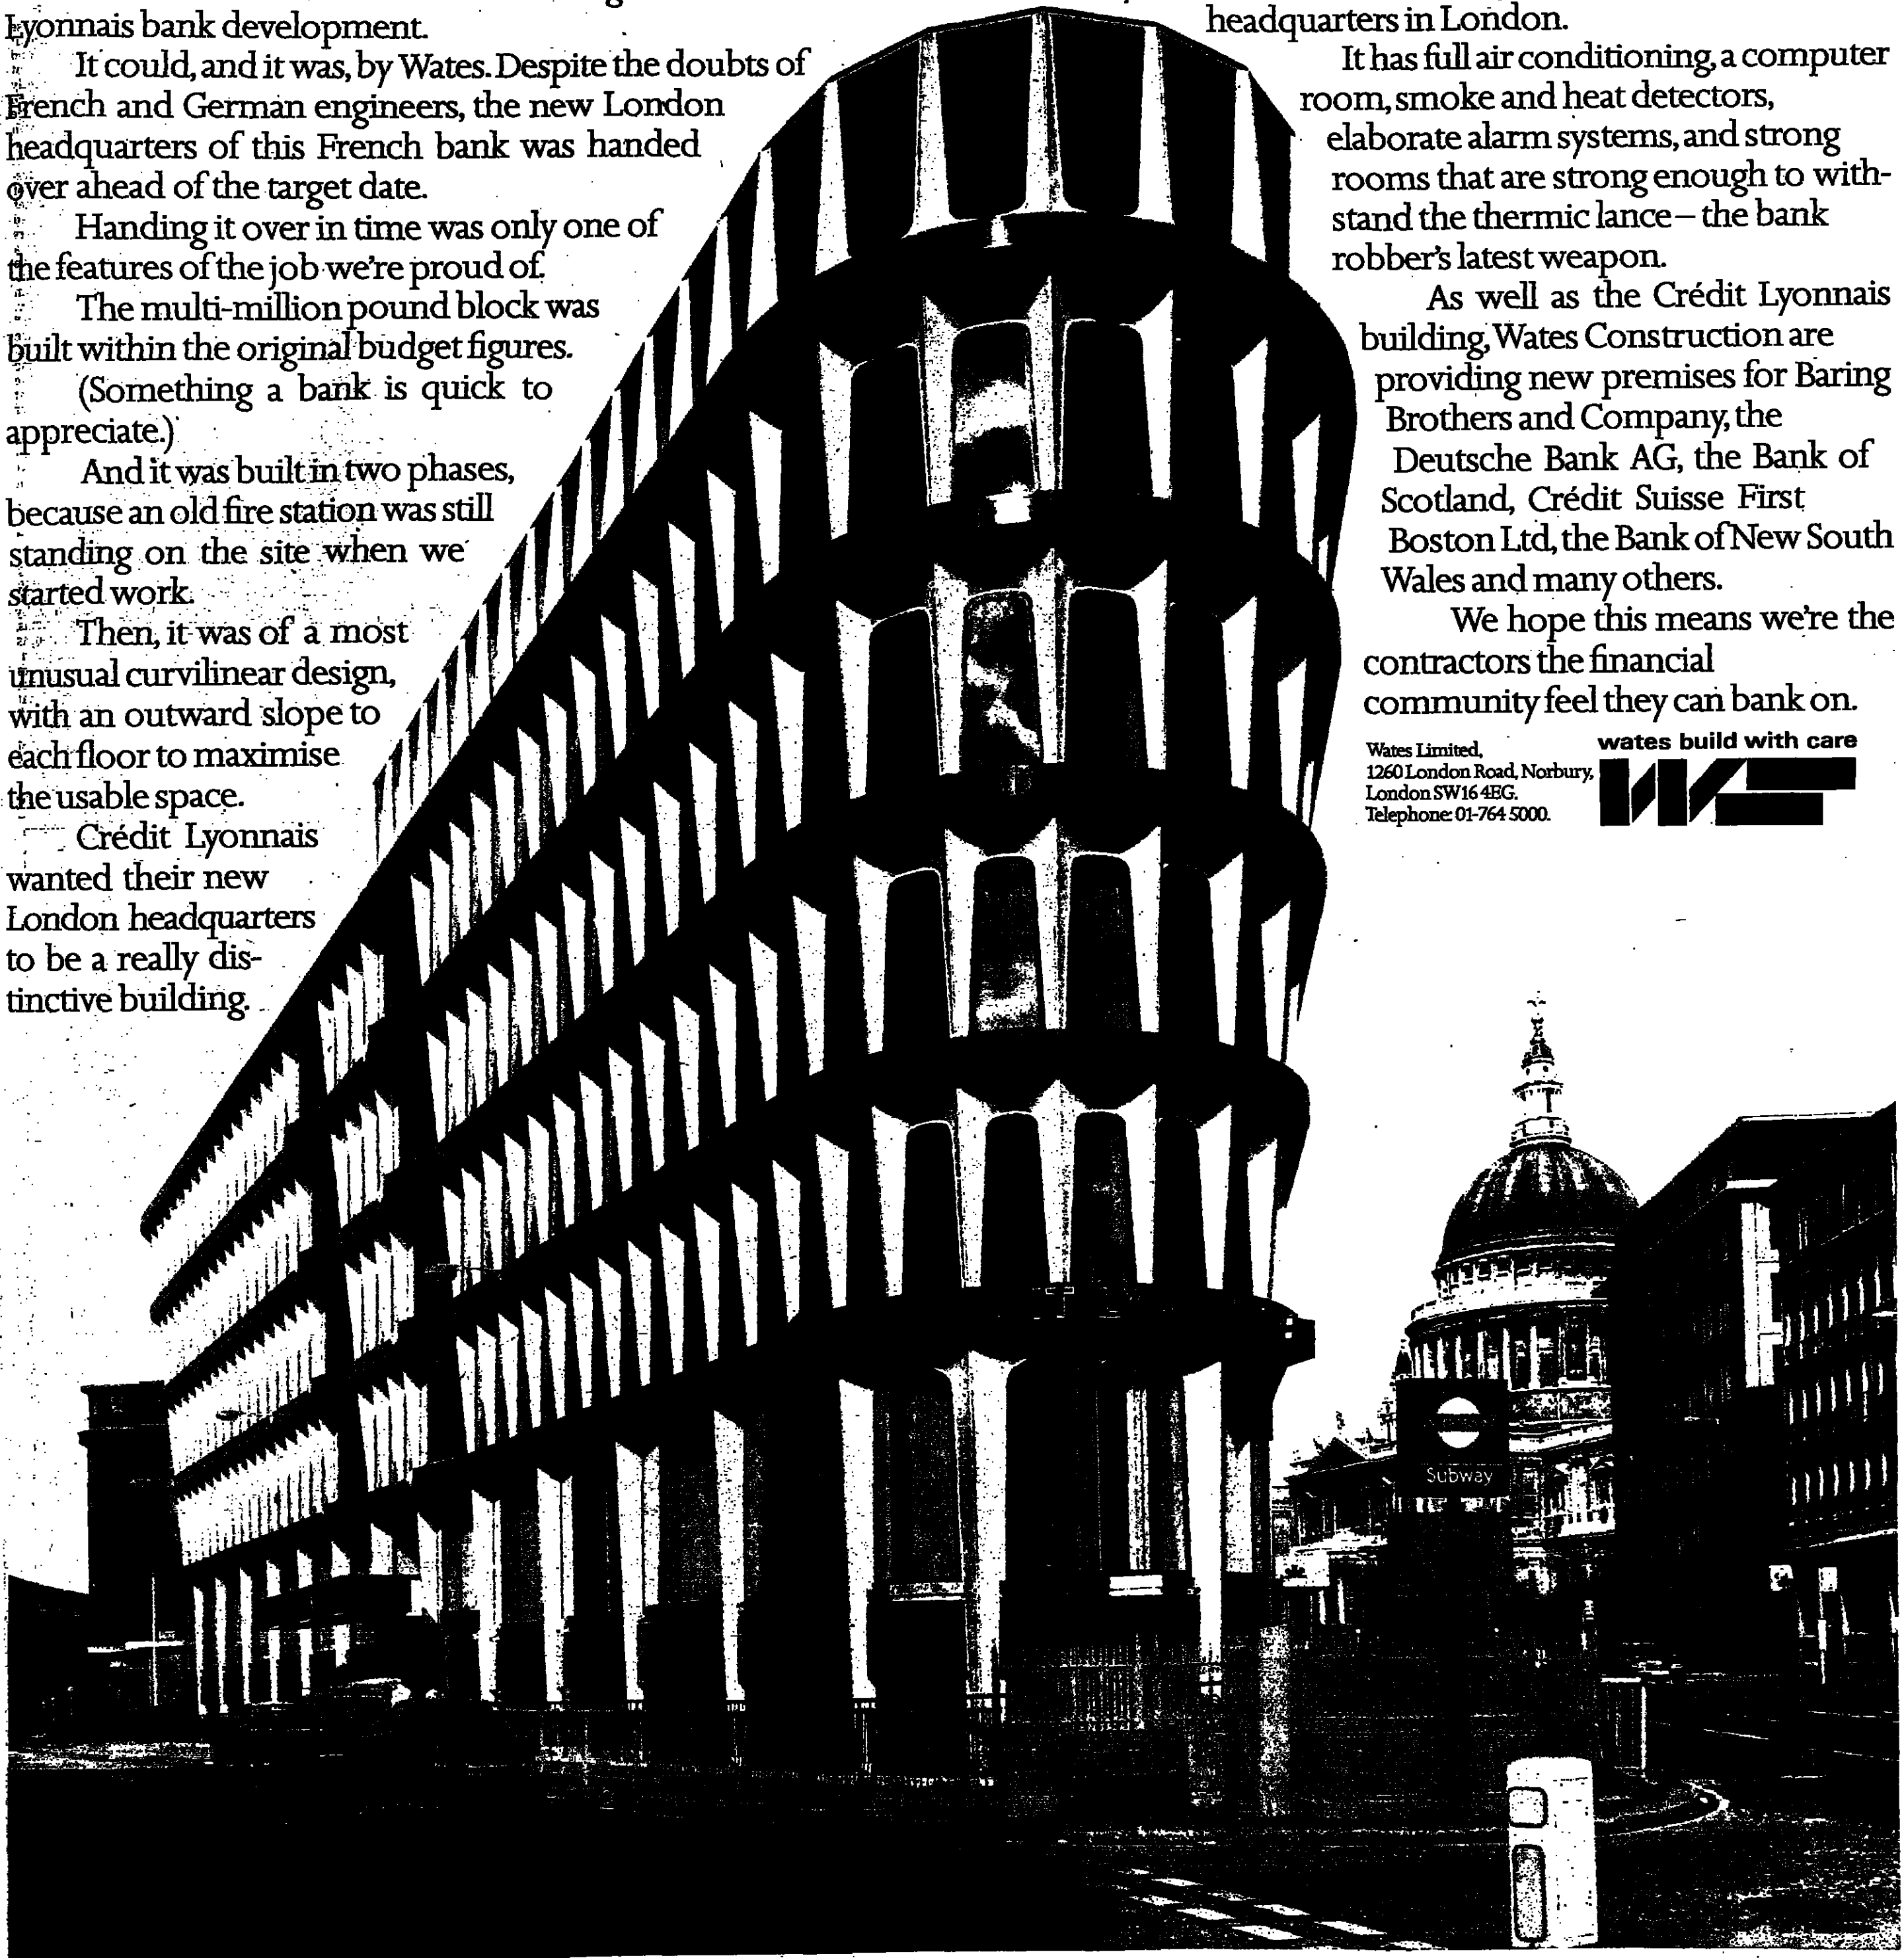 Lyonnais bank development.
It could, and it was, by Wates. Despite the doubts of
French and German engineers, the new London
headquarters of this French bank was handed
over ahead of the target date.
Handing it over in time was only one of
the features of the job we're proud of.
The multi-million pound block was
built within the original budget figures.
(Something a bank is quick to
appreciate.)
And it was built in two phases,
because an old fire station was still
standing on the site when we
started work.
Then, it was of a most
unusual curvilinear design,
with an outward slope to
each floor to maximise
the usable space.
Crédit Lyonnais
wanted their new
London headquarters
to be a really dis-
tinctive building.
headquarters in London.
It has full air conditioning, a computer
room, smoke and heat detectors,
elaborate alarm systems, and strong
rooms that are strong enough to with-
stand the thermic lance – the bank
robber's latest weapon.
As well as the Crédit Lyonnais
building, Wates Construction are
providing new premises for Baring
Brothers and Company, the
Deutsche Bank AG, the Bank of
Scotland, Crédit Suisse First
Boston Ltd, the Bank of New South
Wales and many others.
We hope this means we're the
contractors the financial
community feel they can bank on.
Wates Limited,
1260 London Road, Norbury,
London SW16 4EG.
Telephone: 01-764 5000.
wates build with care
Subway